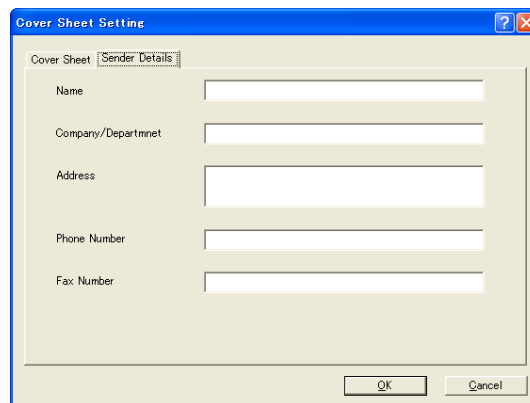 Cover Sheet Setting
Cover Sheet Sender Details
Name
Company/Departmnet
Address
Phone Number
Fax Number
OK Cancel